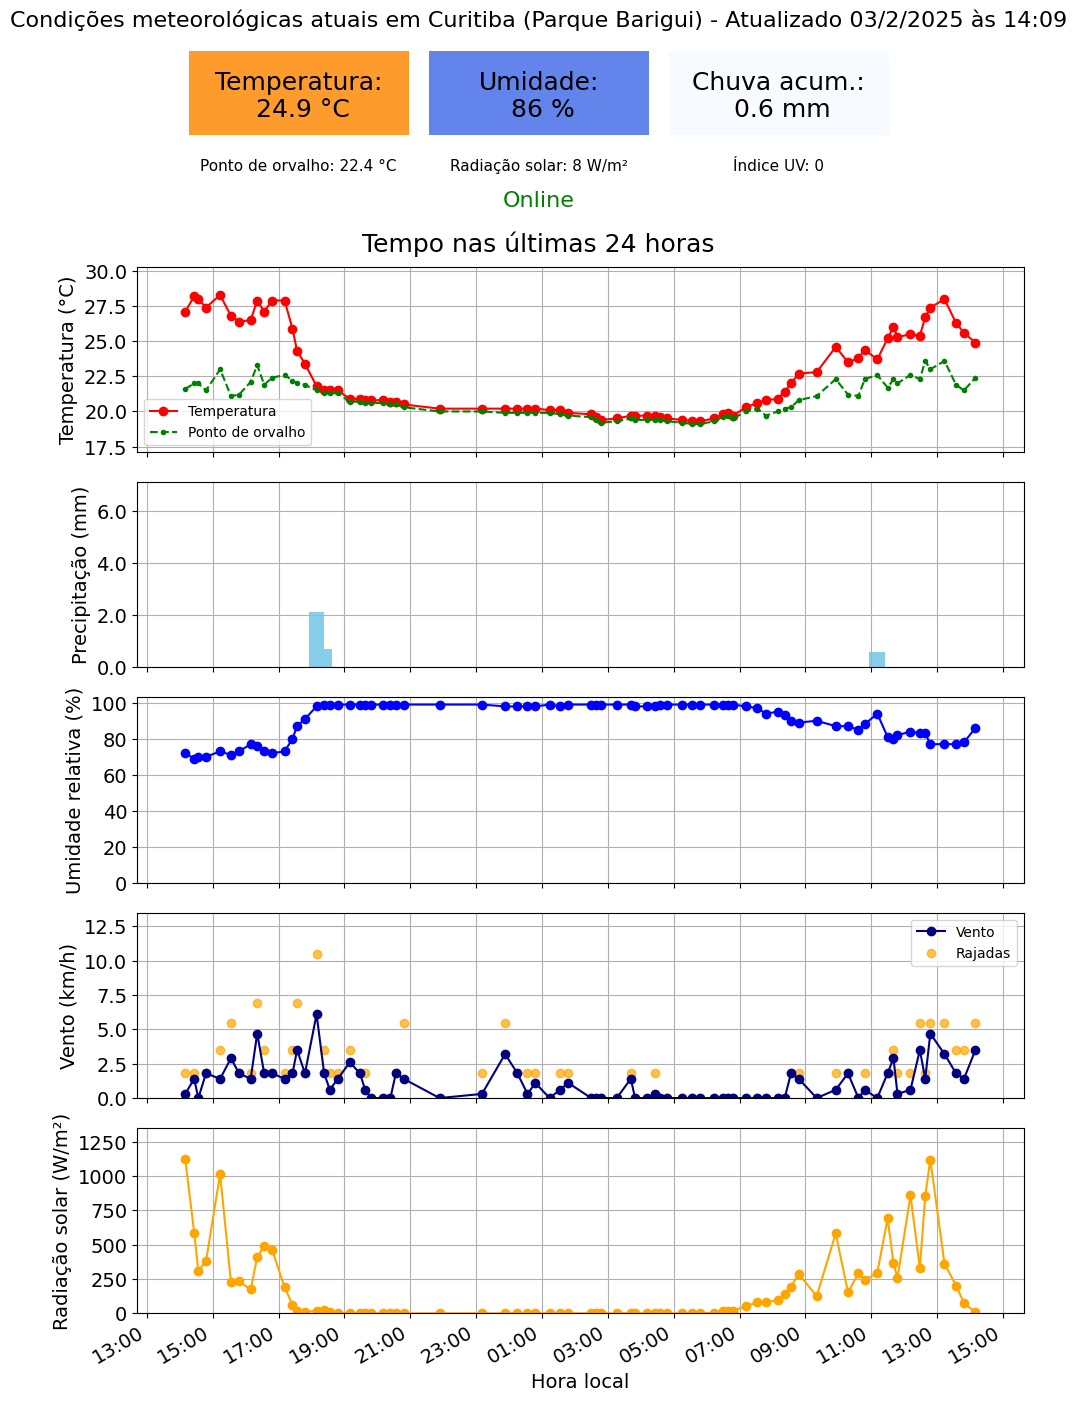 Condições meteorológicas atuais em Curitiba (Parque Barigui) - Atualizado 03/2/2025 às 14:09
Temperatura:
24.9 °C
Umidade:
86 %
Chuva acum.:
0.6 mm
Ponto de orvalho: 22.4 °C
Radiação solar: 8 W/m²
Índice UV: 0
Online
Tempo nas últimas 24 horas
Temperatura (°C)
30.0
27.5
25.0
22.5
20.0
17.5
Temperatura
Ponto de orvalho
Precipitação (mm)
6.0
4.0
2.0
0.0
Umidade relativa (%)
100
80
60
40
20
0
Vento (km/h)
12.5
10.0
7.5
5.0
2.5
0.0
Vento
Rajadas
Radiação solar (W/m²)
1250
1000
750
500
250
0
13:00
15:00
17:00
19:00
21:00
23:00
01:00
03:00
05:00
07:00
09:00
11:00
13:00
15:00
Hora local